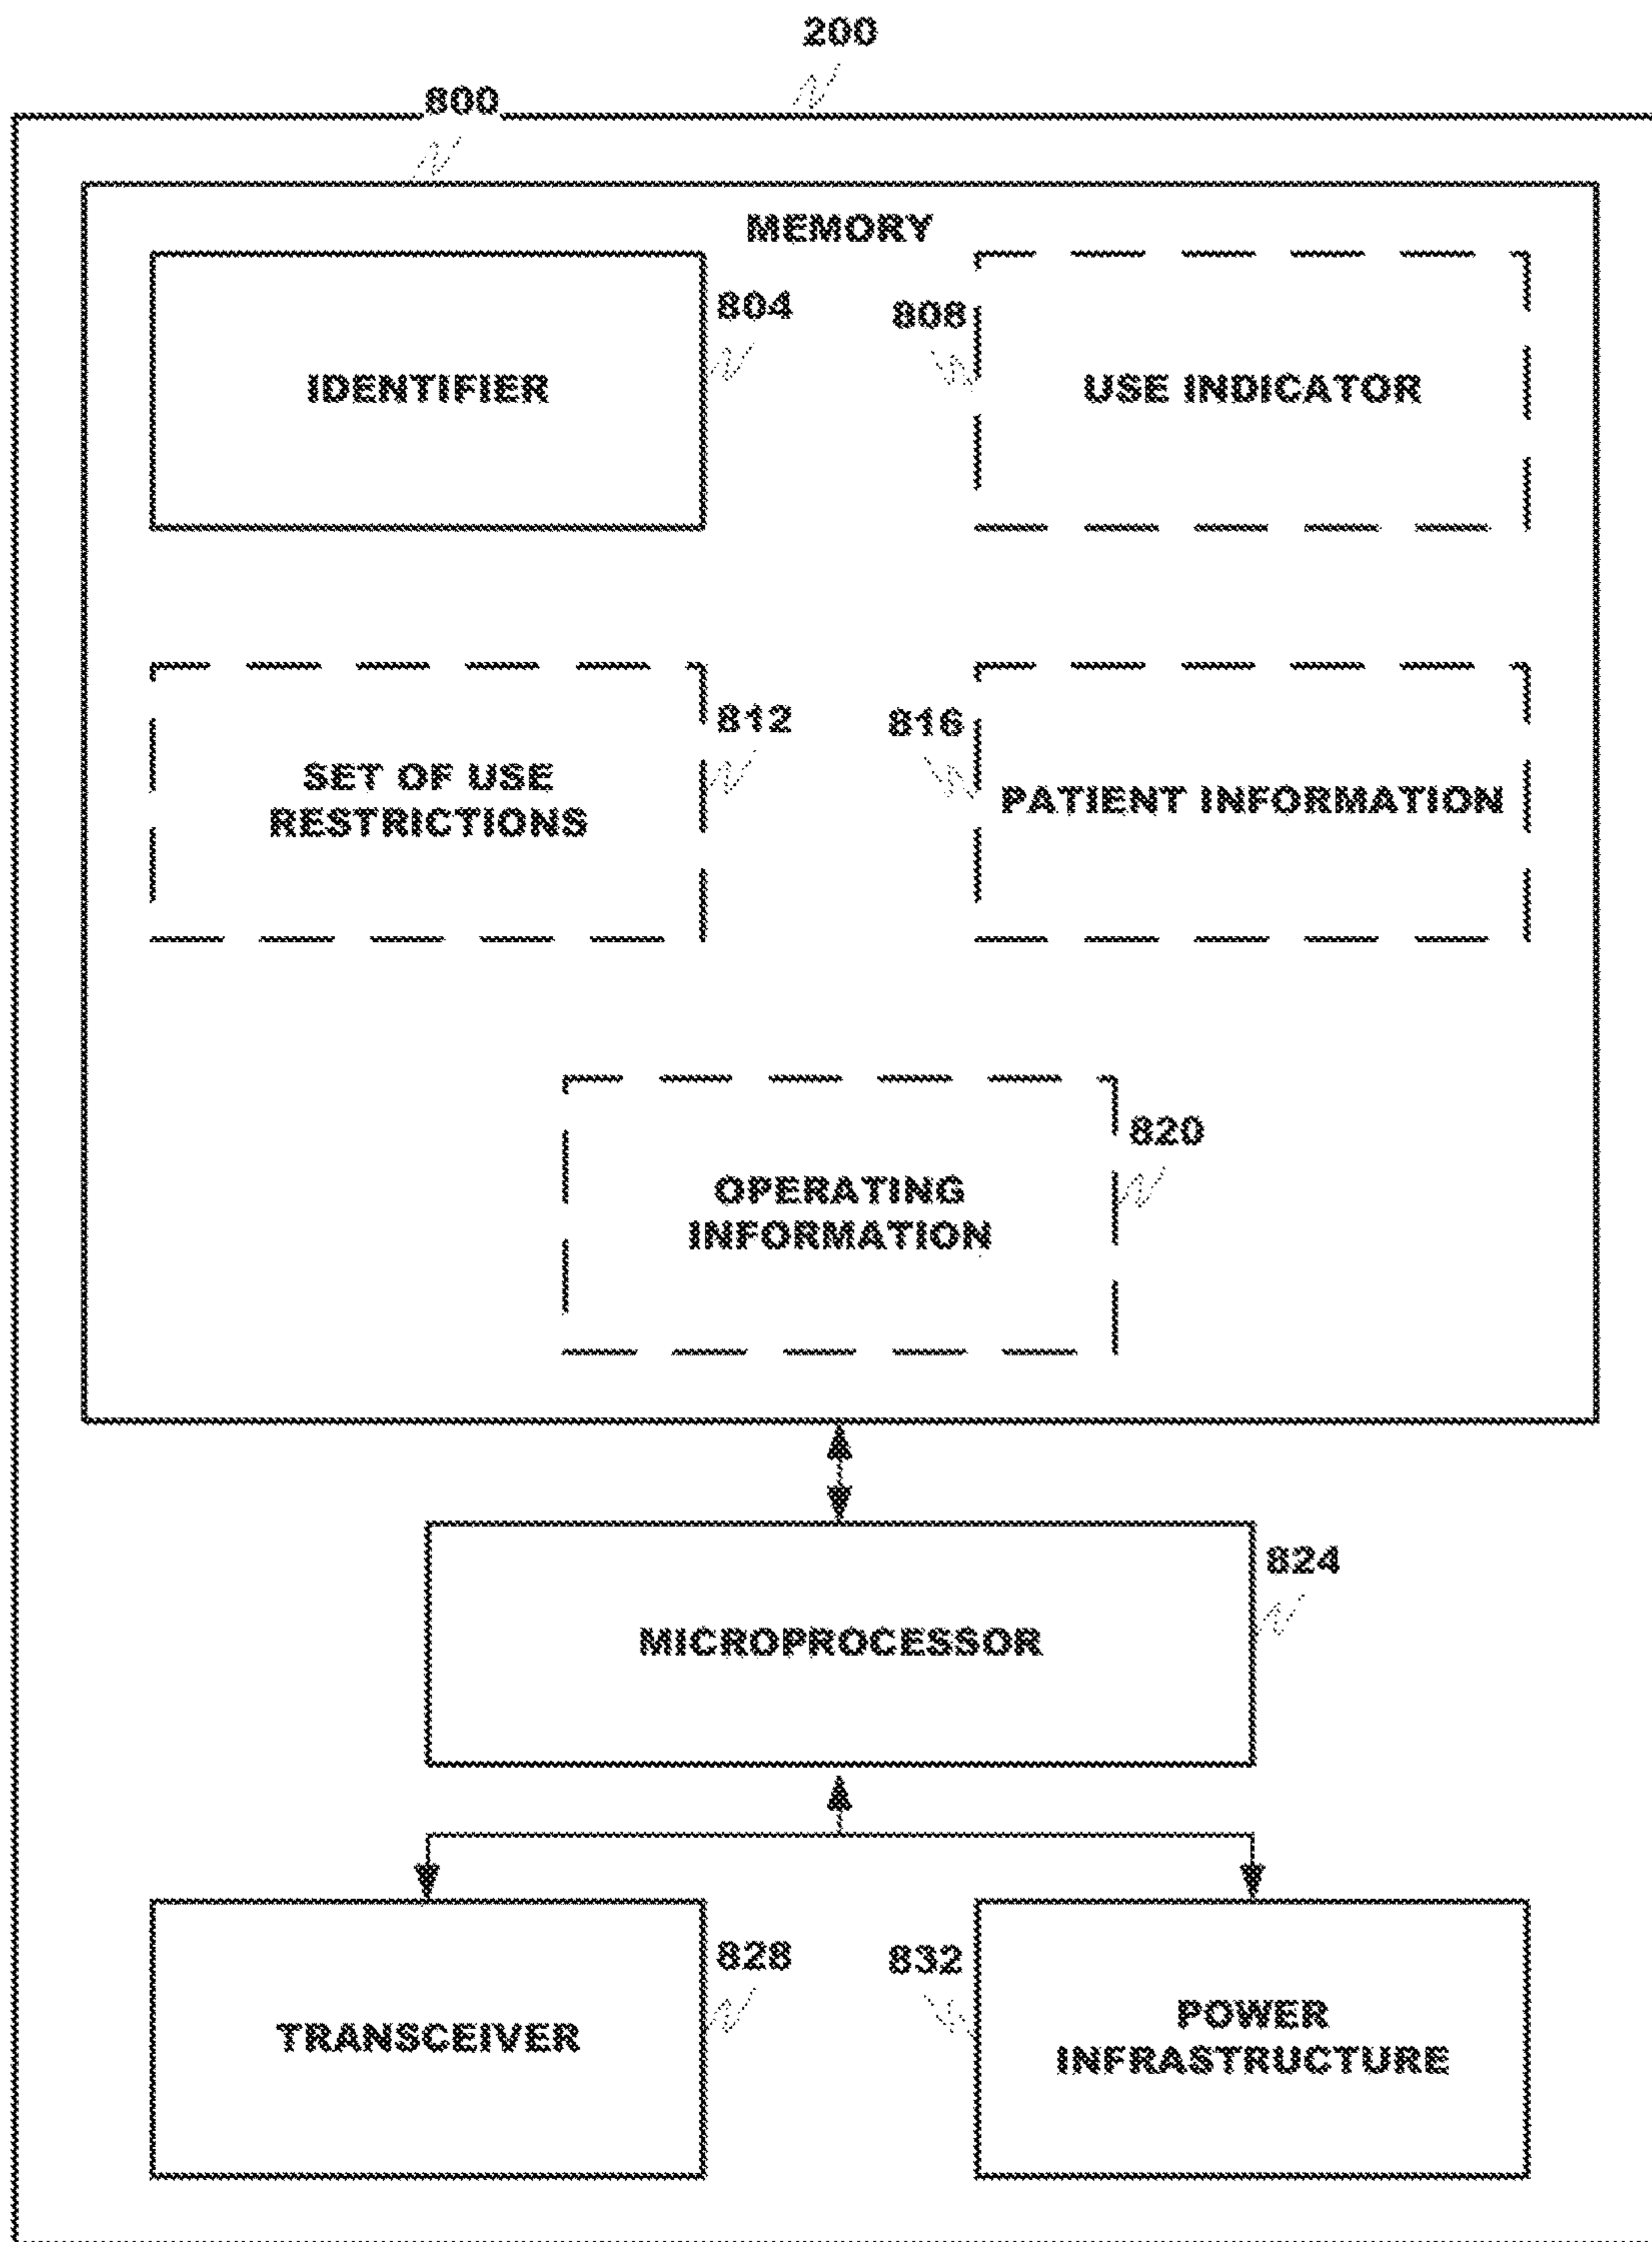 200
800
MEMORY
804
808
IDENTIFIER
USE INDICATOR
812
816
SET OF USE
RESTRICTIONS
PATIENT INFORMATION
820
OPERATING
INFORMATION
824
MICROPROCESSOR
828
832
TRANSCEIVER
POWER
INFRASTRUCTURE